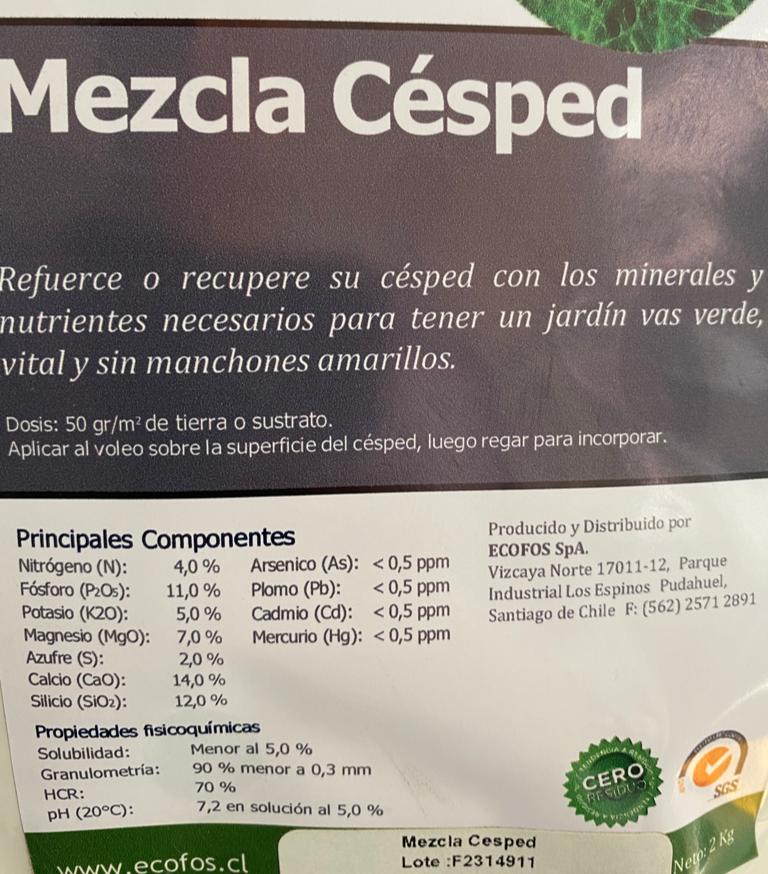 Mezcla Césped
Refuerce o recupere su césped con los minerales y
nutrientes necesarios para tener un jardín vas verde,
vital y sin manchones amarillos.
Dosis: 50 gr/m² de tierra o sustrato.
Aplicar al voleo sobre la superficie del césped, luego regar para incorporar.
Principales Componentes
Nitrógeno (N): 4,0 % Arsenico (As): < 0,5 ppm
Fósforo (P₂O₅): 11,0 % Plomo (Pb): < 0,5 ppm
Potasio (K2O): 5,0 % Cadmio (Cd): < 0,5 ppm
Magnesio (MgO): 7,0 % Mercurio (Hg): < 0,5 ppm
Azufre (S): 2,0 %
Calcio (CaO): 14,0 %
Silicio (SiO₂): 12,0 %
Producido y Distribuido por
ECOFOS SpA.
Vizcaya Norte 17011-12, Parque
Industrial Los Espinos Pudahuel,
Santiago de Chile F: (562) 2571 2891
Propiedades fisicoquímicas
Solubilidad: Menor al 5,0 %
Granulometría: 90 % menor a 0,3 mm
HCR: 70 %
pH (20°C): 7,2 en solución al 5,0 %
CERO
RESIDUO
SGS
www.ecofos.cl
Mezcla Cesped
Lote :F2314911
Neto: 2 Kg